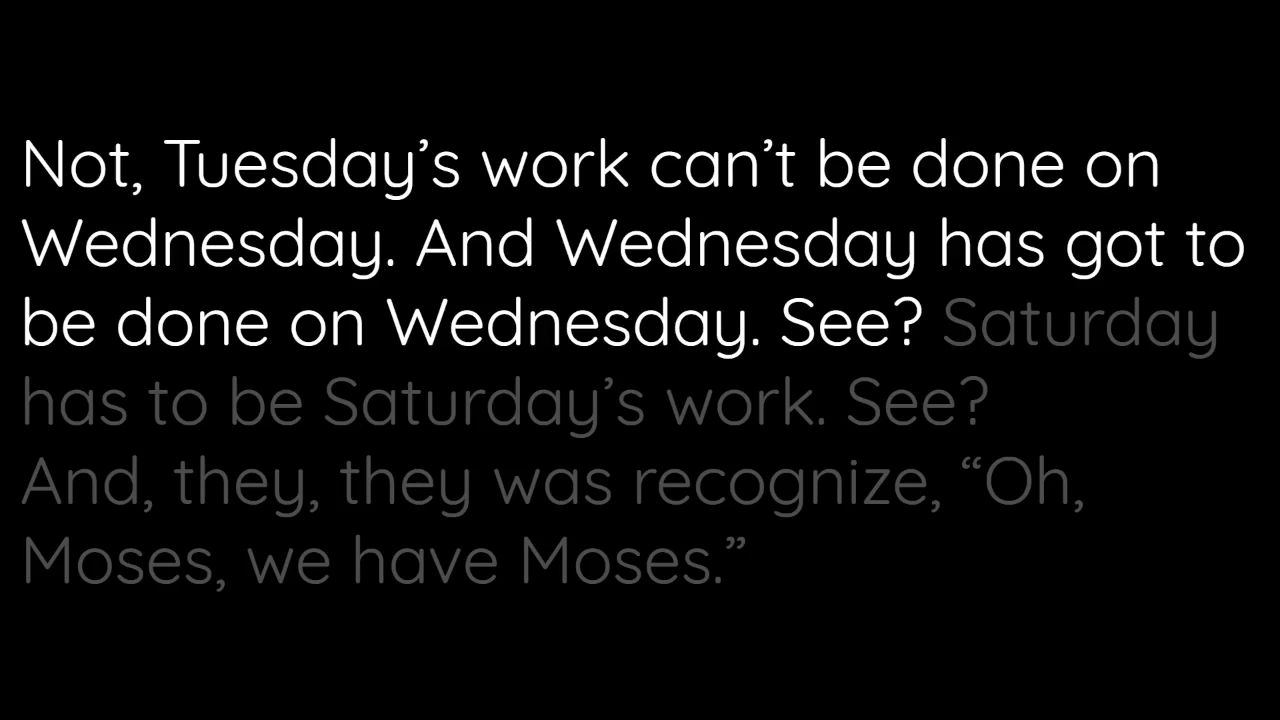 Not, Tuesday’s work can’t be done on
Wednesday. And Wednesday has got to
be done on Wednesday. See? Saturday
has to be Saturday’s work. See?
And, they, they was recognize, “Oh,
Moses, we have Moses.”